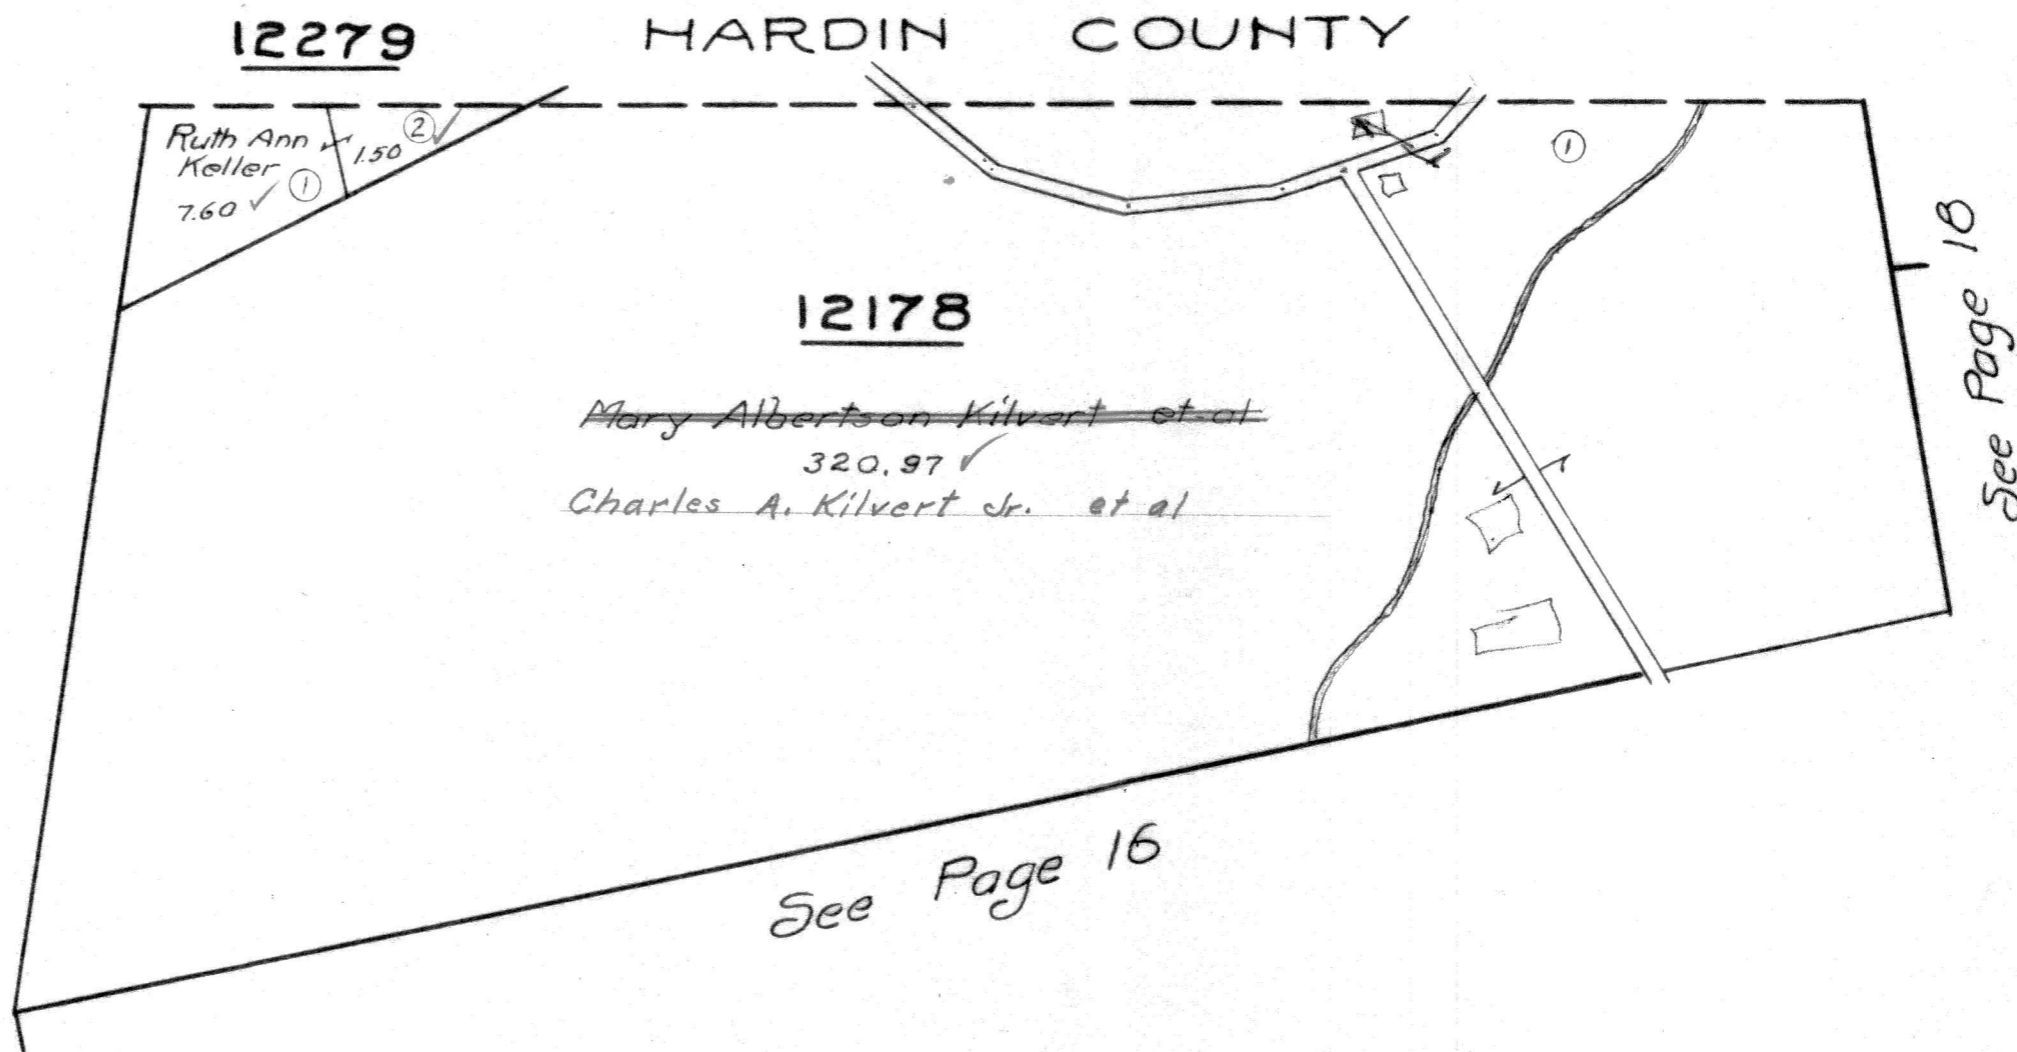 12279
HARDIN COUNTY
Ruth Ann
Keller
7.60 ✓ ①
1.50
② ✓
①
12178
Mary Albertson Kilvert et al
320.97 ✓
Charles A. Kilvert Jr. et al
See Page 18
See Page 16